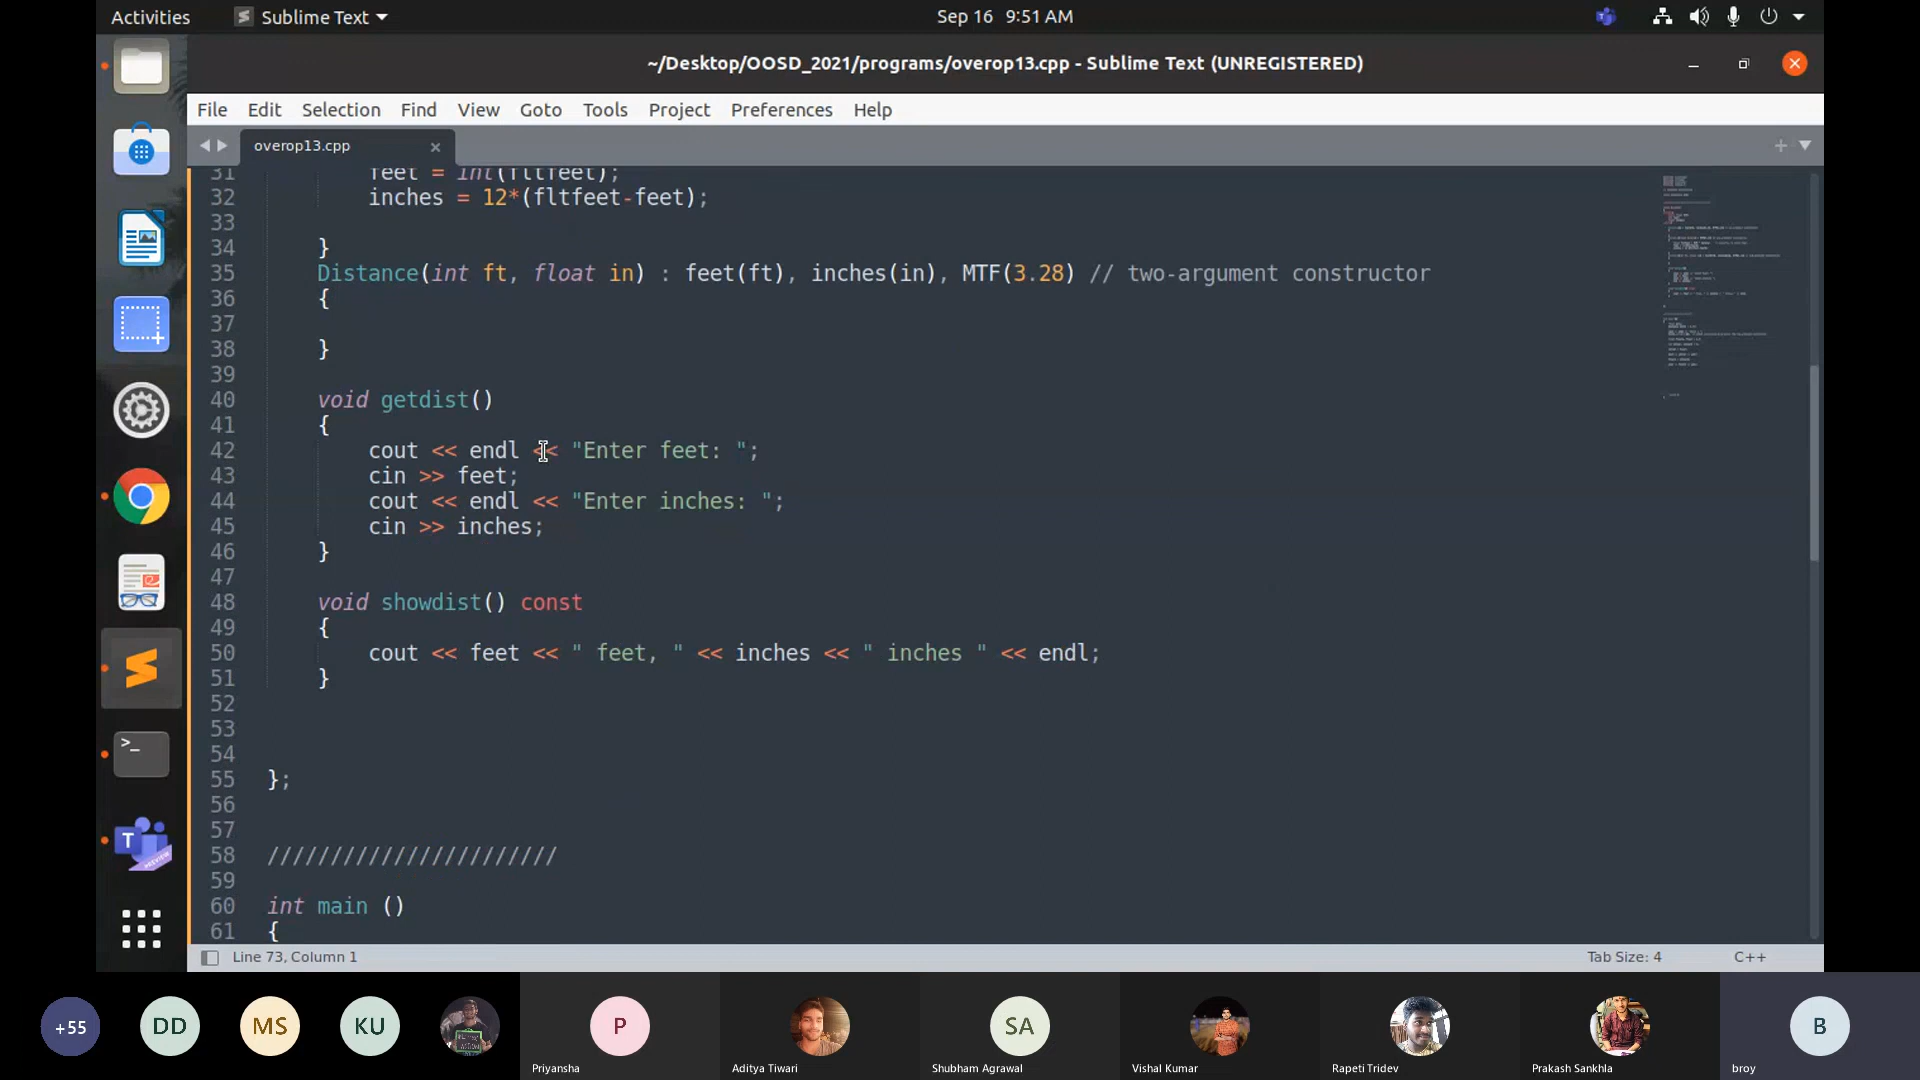 Activities
Sublime Text
Sep 16 9:51 AM
~/Desktop/OOSD_2021/programs/overop13.cpp - Sublime Text (UNREGISTERED)
File Edit Selection Find View Goto Tools Project Preferences Help
overop13.cpp
31 feet = int(fltfeet);
32 inches = 12*(fltfeet-feet);
33
34 }
35 Distance(int ft, float in) : feet(ft), inches(in), MTF(3.28) // two-argument constructor
36 {
37
38 }
39
40 void getdist()
41 {
42 cout << endl << "Enter feet: ";
43 cin >> feet;
44 cout << endl << "Enter inches: ";
45 cin >> inches;
46 }
47
48 void showdist() const
49 {
50 cout << feet << " feet, " << inches << " inches " << endl;
51 }
52
53
54
55 };
56
57
58 ///////////////////////
59
60 int main ()
61 {
Line 73, Column 1
Tab Size: 4
C++
+55
DD
MS
KU
P
SA
B
Priyansha
Aditya Tiwari
Shubham Agrawal
Vishal Kumar
Rapeti Tridev
Prakash Sankhla
broy